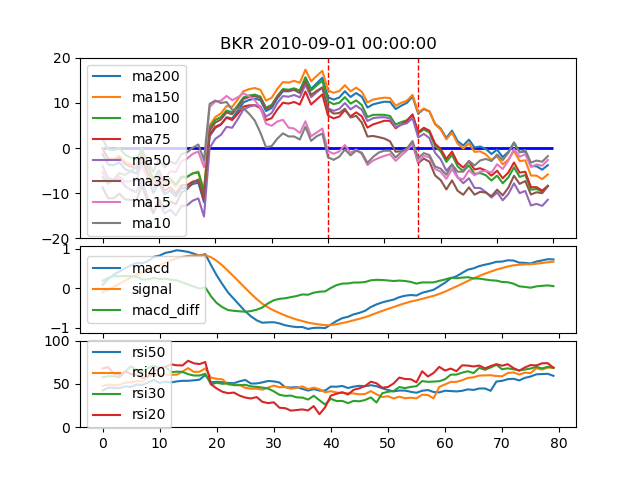 BKR 2010-09-01 00:00:00
20
10
0
−10
−20
ma200
ma150
ma100
ma75
ma50
ma35
ma15
ma10
1
0
−1
macd
signal
macd_diff
100
50
0
rsi50
rsi40
rsi30
rsi20
0 10 20 30 40 50 60 70 80